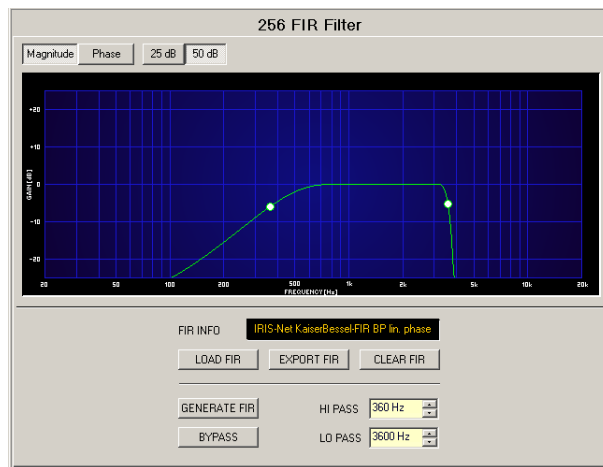 256 FIR Filter
Magnitude Phase 25 dB 50 dB
+20
+10
0
-10
-20
GAIN[dB]
20 50 100 200 500 1k 2k 5k 10k 20k
FREQUENCY[Hz]
FIR INFO IRIS-Net KaiserBessel-FIR BP lin. phase
LOAD FIR EXPORT FIR CLEAR FIR
GENERATE FIR HI PASS 360 Hz
BYPASS LO PASS 3600 Hz